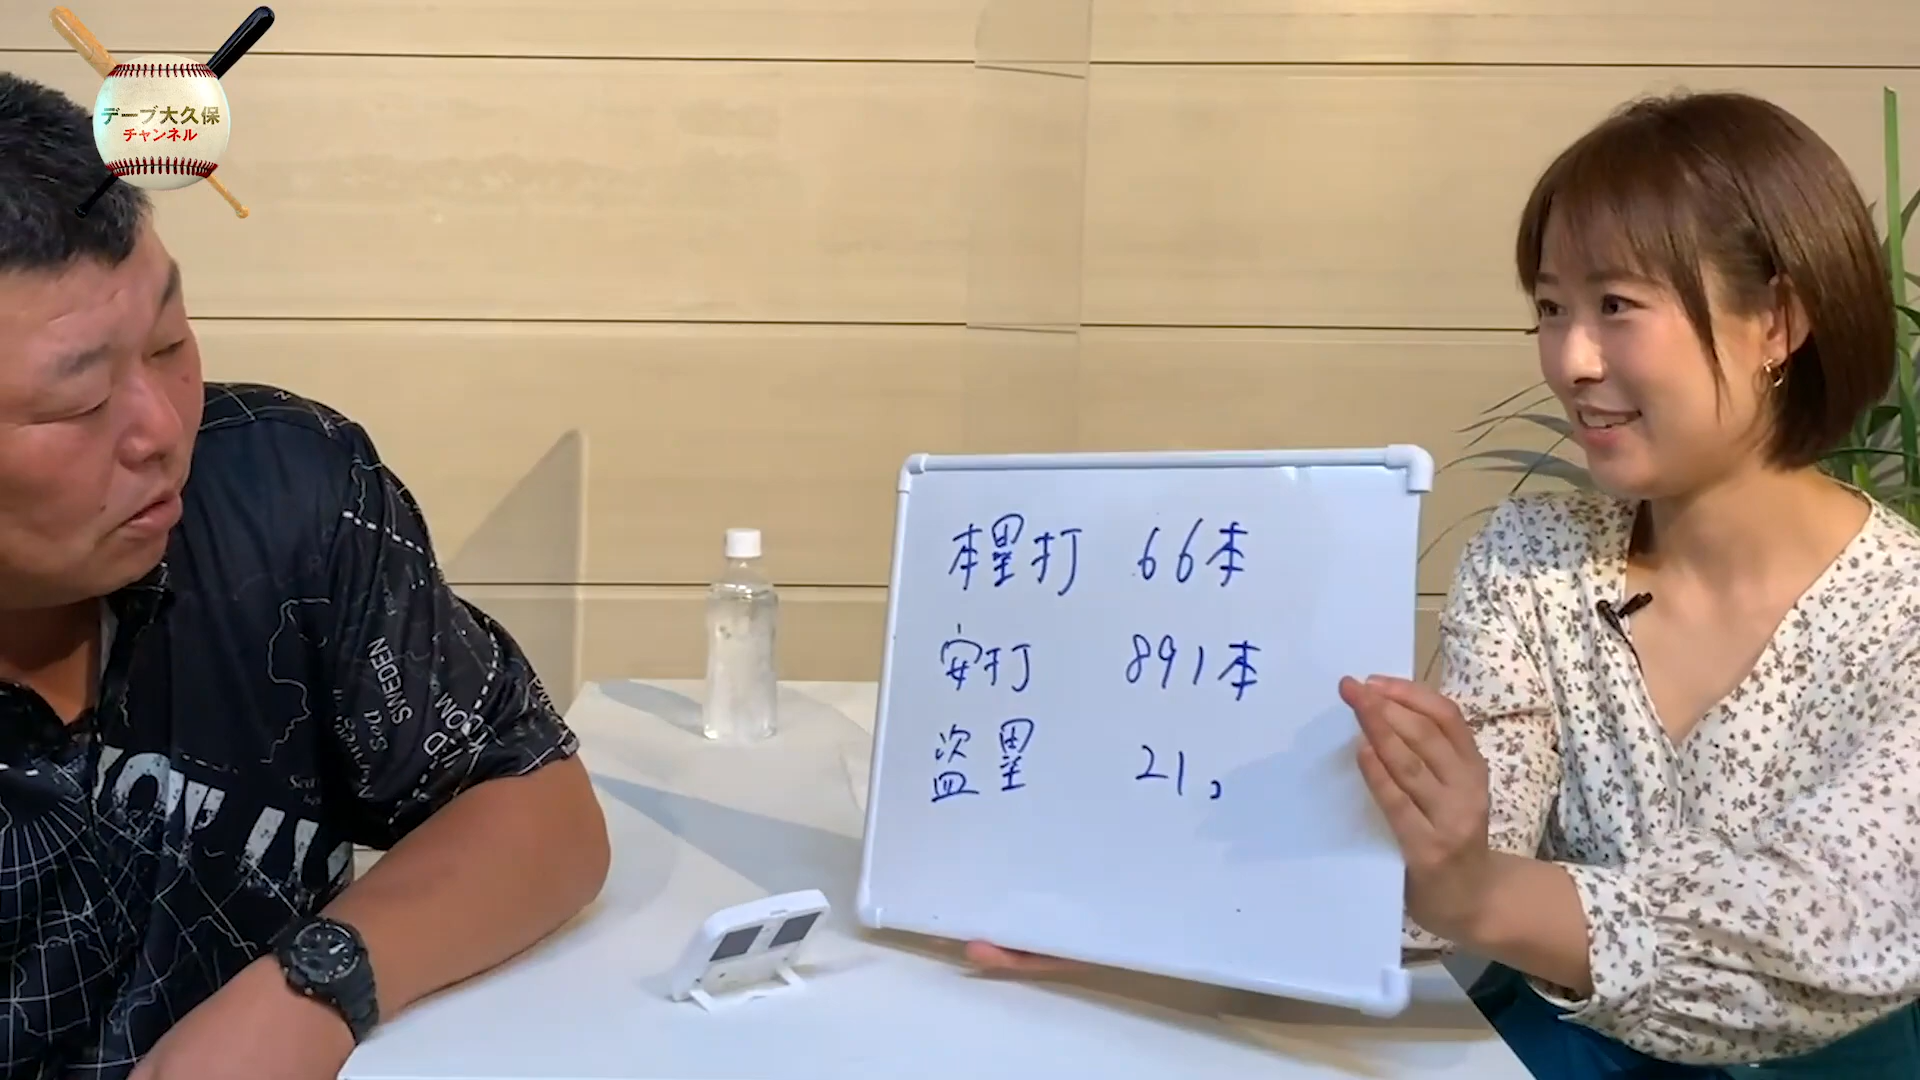 デーブ大久保
チャンネル
本塁打 66本
安打 891本
盗塁 21,
SWEDEN
Sea